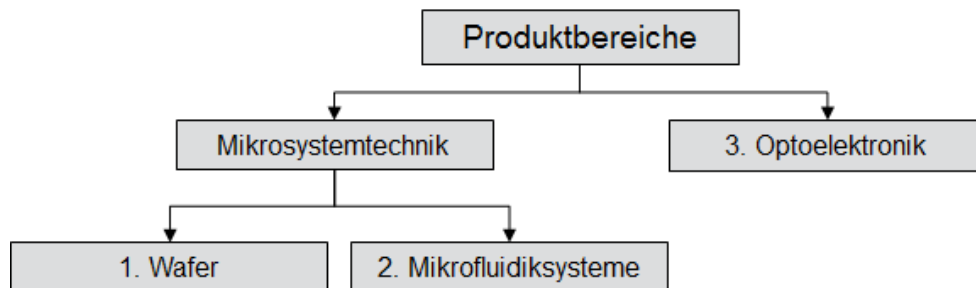 Produktbereiche
Mikrosystemtechnik
3. Optoelektronik
1. Wafer
2. Mikrofluidiksysteme